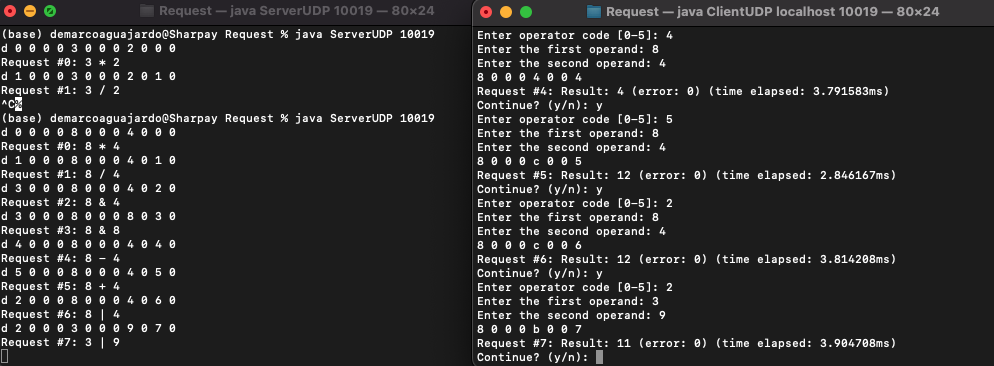 Request — java ServerUDP 10019 — 80×24
(base) demarcoaguajardo@Sharpay Request % java ServerUDP 10019
d 0 0 0 0 3 0 0 0 2 0 0 0
Request #0: 3 * 2
d 1 0 0 0 3 0 0 0 2 0 1 0
Request #1: 3 / 2
^C%
(base) demarcoaguajardo@Sharpay Request % java ServerUDP 10019
d 0 0 0 0 8 0 0 0 4 0 0 0
Request #0: 8 * 4
d 1 0 0 0 8 0 0 0 4 0 1 0
Request #1: 8 / 4
d 3 0 0 0 8 0 0 0 4 0 2 0
Request #2: 8 & 4
d 3 0 0 0 8 0 0 0 8 0 3 0
Request #3: 8 & 8
d 4 0 0 0 8 0 0 0 4 0 4 0
Request #4: 8 - 4
d 5 0 0 0 8 0 0 0 4 0 5 0
Request #5: 8 + 4
d 2 0 0 0 8 0 0 0 4 0 6 0
Request #6: 8 | 4
d 2 0 0 0 3 0 0 0 9 0 7 0
Request #7: 3 | 9
Request — java ClientUDP localhost 10019 — 80×24
Enter operator code [0-5]: 4
Enter the first operand: 8
Enter the second operand: 4
8 0 0 0 4 0 0 4
Request #4: Result: 4 (error: 0) (time elapsed: 3.791583ms)
Continue? (y/n): y
Enter operator code [0-5]: 5
Enter the first operand: 8
Enter the second operand: 4
8 0 0 0 c 0 0 5
Request #5: Result: 12 (error: 0) (time elapsed: 2.846167ms)
Continue? (y/n): y
Enter operator code [0-5]: 2
Enter the first operand: 8
Enter the second operand: 4
8 0 0 0 c 0 0 6
Request #6: Result: 12 (error: 0) (time elapsed: 3.814208ms)
Continue? (y/n): y
Enter operator code [0-5]: 2
Enter the first operand: 3
Enter the second operand: 9
8 0 0 0 b 0 0 7
Request #7: Result: 11 (error: 0) (time elapsed: 3.904708ms)
Continue? (y/n):